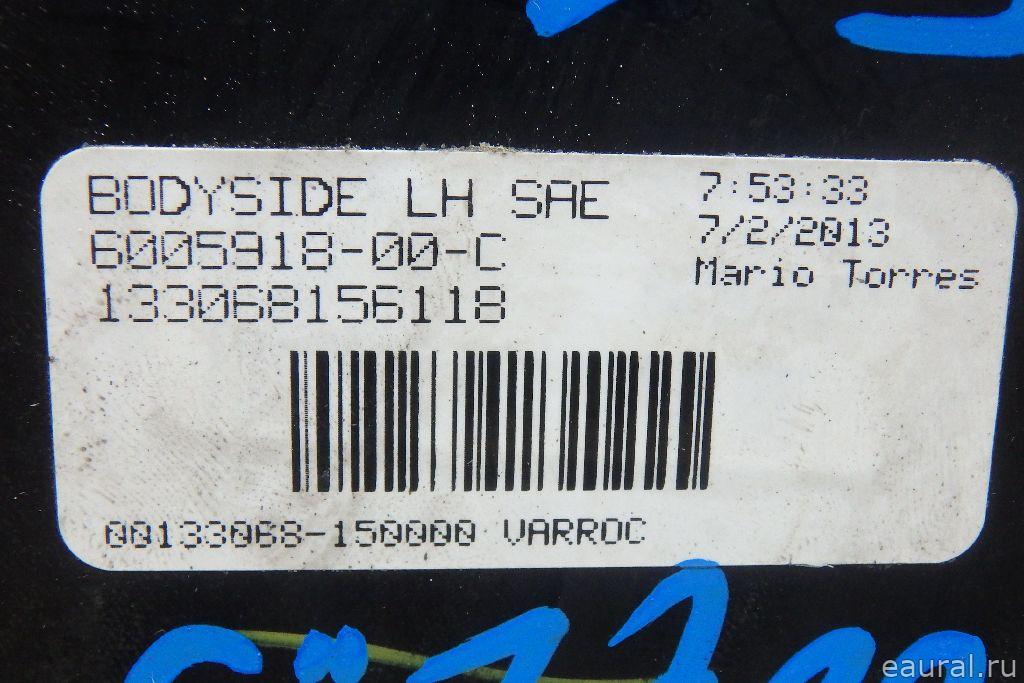 BODYSIDE LH SAE
6005918-00-C
133068156118
7:53:33
7/2/2013
Mario Torres
00133068-150000 VARROC
eaural.ru